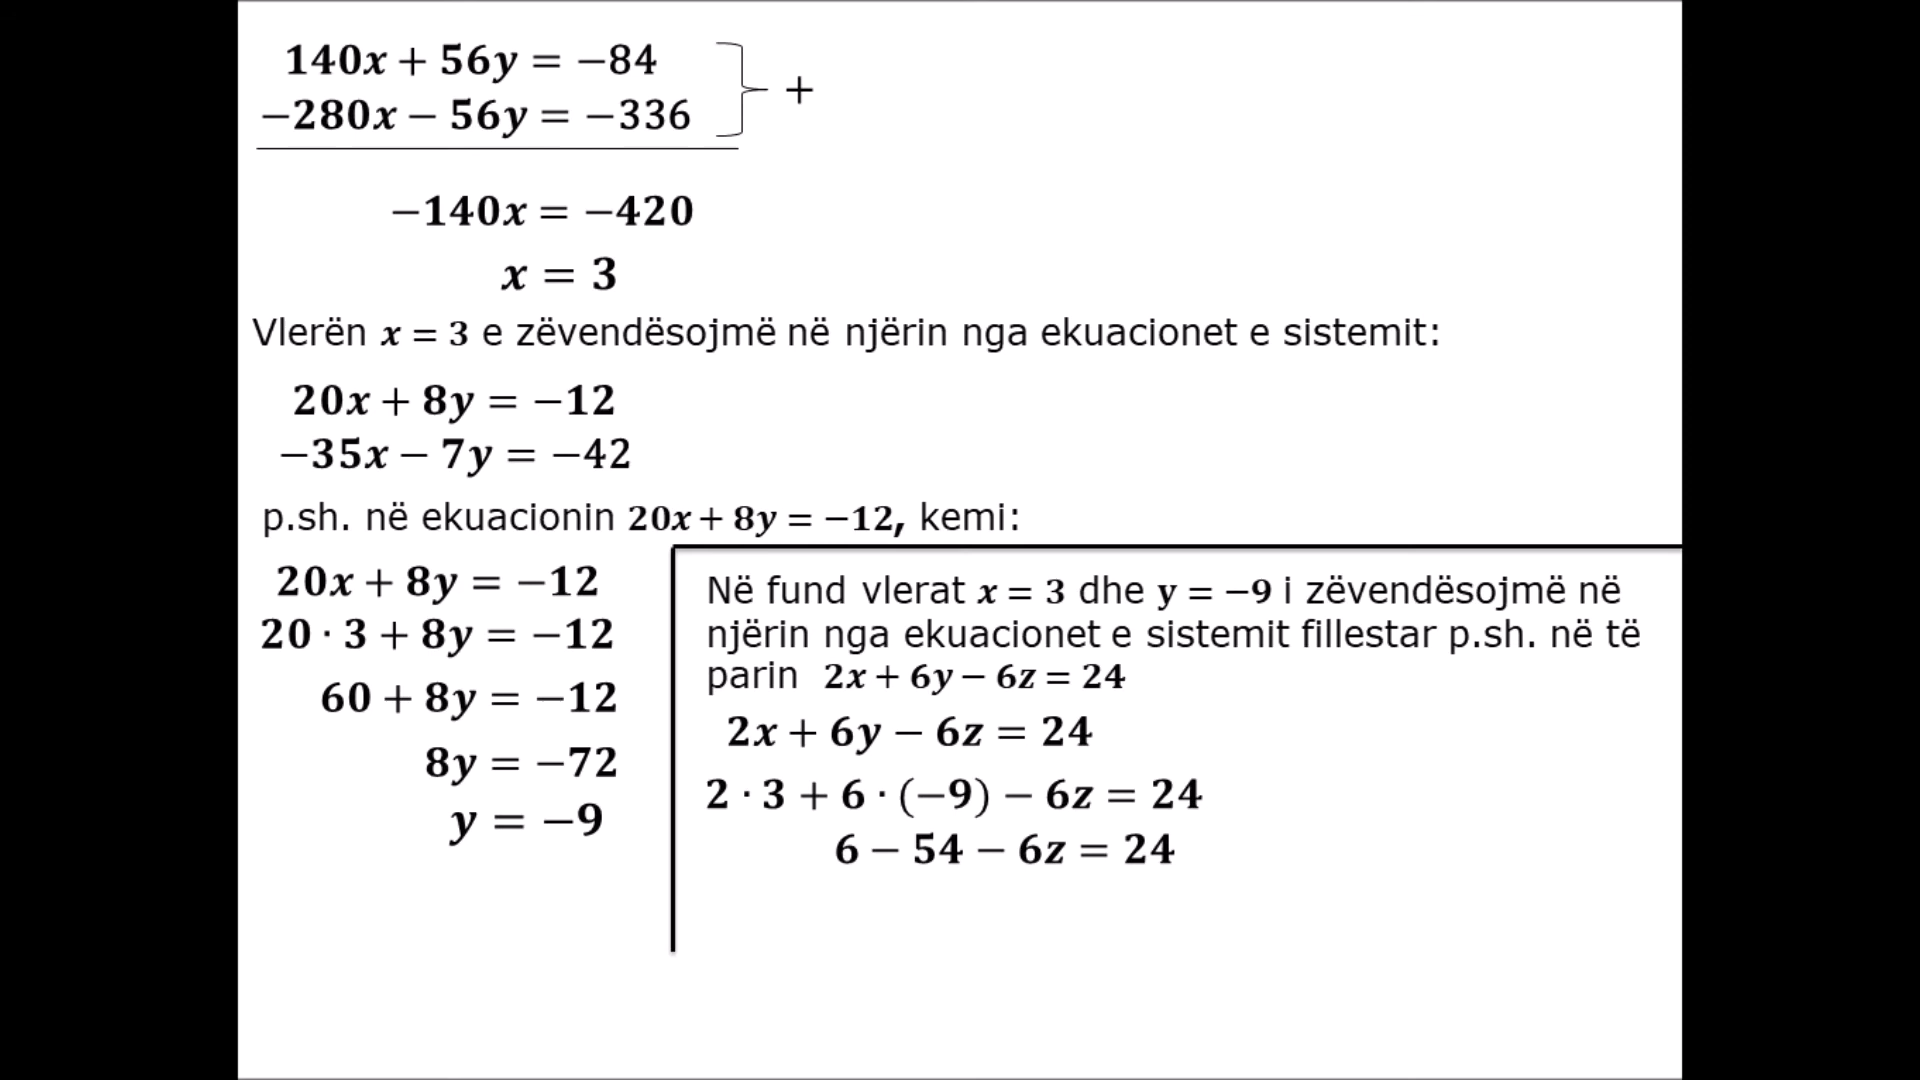 140x + 56y = −84
−280x − 56y = −336
+
−140x = −420
x = 3
Vlerën x = 3 e zëvendësojmë në njërin nga ekuacionet e sistemit:
20x + 8y = −12
−35x − 7y = −42
p.sh. në ekuacionin 20x + 8y = −12, kemi:
20x + 8y = −12
20 · 3 + 8y = −12
60 + 8y = −12
8y = −72
y = −9
Në fund vlerat x = 3 dhe y = −9 i zëvendësojmë në
njërin nga ekuacionet e sistemit fillestar p.sh. në të
parin 2x + 6y − 6z = 24
2x + 6y − 6z = 24
2 · 3 + 6 · (−9) − 6z = 24
6 − 54 − 6z = 24